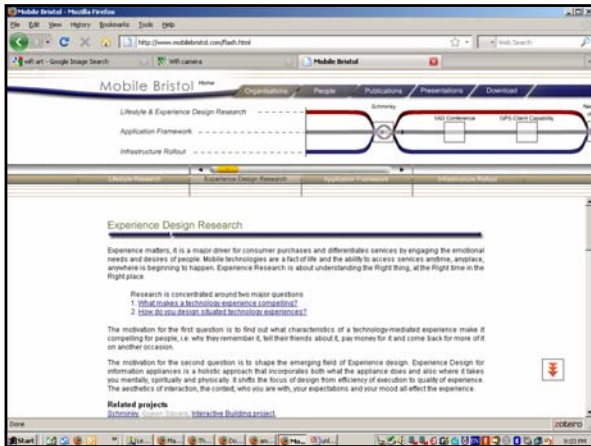 Mobile Bristol - Mozilla Firefox
File Edit View History Bookmarks Tools Help
http://www.mobilebristol.com/flash.html
Web Search
wifi art - Google Image Search
Wifi camera
Mobile Bristol
Mobile Bristol Home
Organisations People Publications Presentations Download
Schminky
Lifestyle & Experience Design Research
YAD Conference GPS Client Capability
Application Framework
Infrastructure Rollout
Lifestyle Research Experience Design Research Application Framework Infrastructure Rollout
Experience Design Research
Experience matters, it is a major driver for consumer purchases and differentiates services by engaging the emotional
needs and desires of people. Mobile technologies are a fact of life and the ability to access services anytime, anyplace,
anywhere is beginning to happen. Experience Research is about understanding the Right thing, at the Right time in the
Right place.
Research is concentrated around two major questions
1. What makes a technology experience compelling?
2. How do you design situated technology experiences?
The motivation for the first question is to find out what characteristics of a technology-mediated experience make it
compelling for people, i.e. why they remember it, tell their friends about it, pay money for it and come back for more of it
on another occasion.
The motivation for the second question is to shape the emerging field of Experience design. Experience Design for
information appliances is a holistic approach that incorporates both what the appliance does and also where it takes
you mentally, spiritually and physically. It shifts the focus of design from efficiency of execution to quality of experience.
The aesthetics of interaction, the context, who you are with, your expectations and your mood all effect the experience.
Related projects
Schminky, Queen Square, Interactive Building project,
Done
zotero
Start
9:03 PM